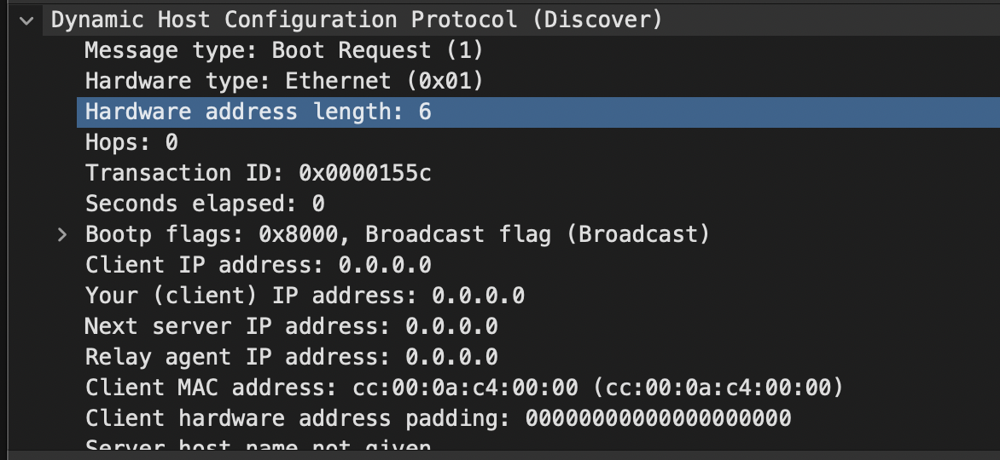 Dynamic Host Configuration Protocol (Discover)
Message type: Boot Request (1)
Hardware type: Ethernet (0x01)
Hardware address length: 6
Hops: 0
Transaction ID: 0x0000155c
Seconds elapsed: 0
Bootp flags: 0x8000, Broadcast flag (Broadcast)
Client IP address: 0.0.0.0
Your (client) IP address: 0.0.0.0
Next server IP address: 0.0.0.0
Relay agent IP address: 0.0.0.0
Client MAC address: cc:00:0a:c4:00:00 (cc:00:0a:c4:00:00)
Client hardware address padding: 00000000000000000000
Server host name not given